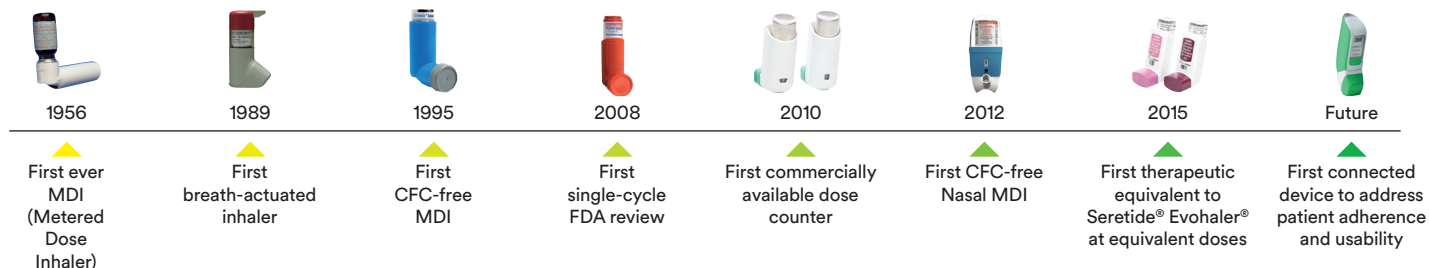 1956
1989
1995
2008
2010
2012
2015
Future
First ever
MDI
(Metered
Dose
Inhaler)
First
breath-actuated
inhaler
First
CFC-free
MDI
First
single-cycle
FDA review
First commercially
available dose
counter
First CFC-free
Nasal MDI
First therapeutic
equivalent to
Seretide® Evohaler®
at equivalent doses
First connected
device to address
patient adherence
and usability